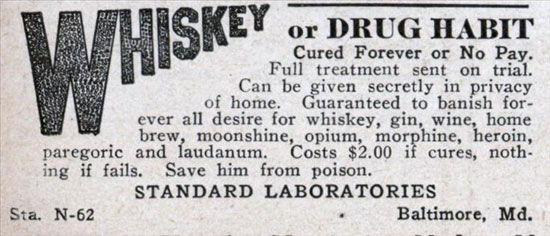 WHISKEY
or DRUG HABIT
Cured Forever or No Pay.
Full treatment sent on trial.
Can be given secretly in privacy
of home. Guaranteed to banish for-
ever all desire for whiskey, gin, wine, home
brew, moonshine, opium, morphine, heroin,
paregoric and laudanum. Costs $2.00 if cures, noth-
ing if fails. Save him from poison.
STANDARD LABORATORIES
Sta. N-62 Baltimore, Md.